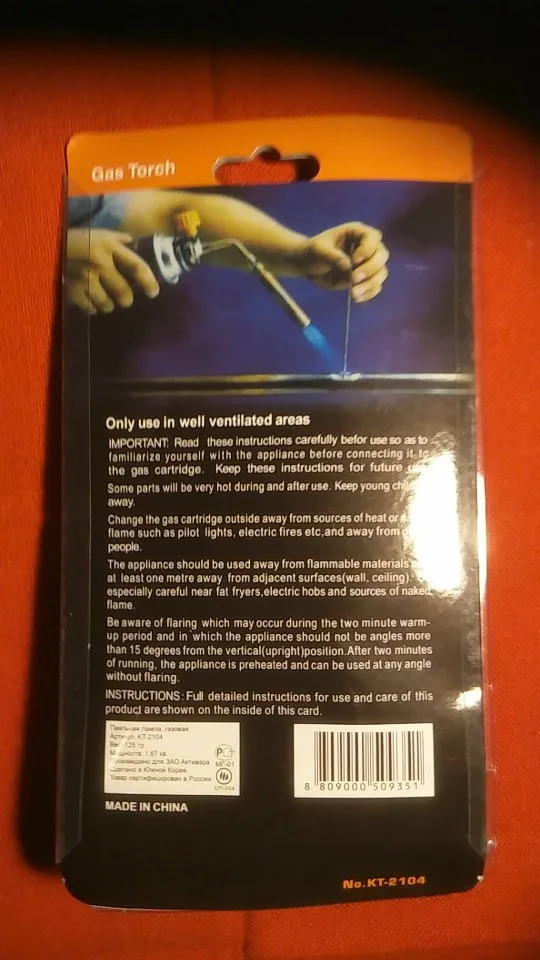 Gas Torch
Only use in well ventilated areas
IMPORTANT: Read these instructions carefully befor use so as to
familiarize yourself with the appliance before connecting it to
the gas cartridge. Keep these instructions for future
Some parts will be very hot during and after use. Keep young
away.
Change the gas cartridge outside away from sources of heat or
flame such as pilot lights, electric fires etc,and away from
people.
The appliance should be used away from flammable materials
at least one metre away from adjacent surfaces(wall, ceiling).
especially careful near fat fryers,electric hobs and sources of naked
flame.
Be aware of flaring which may occur during the two minute warm-
up period and in which the appliance should not be angles more
than 15 degrees from the vertical(upright)position.After two minutes
of running, the appliance is preheated and can be used at any angle
without flaring.
INSTRUCTIONS: Full detailed instructions for use and care of this
product are shown on the inside of this card.
Паяльная лампа, газовая
Артикул: КТ-2104
Вес: 125 гр
Мощность: 1.67 кв
Произведено для ЗАО Активаза
Сделано в Южной Корее.
Товар сертифицирован в России
МГ-01
ОП-934
8 809000 509351
MADE IN CHINA
No.KT-2104